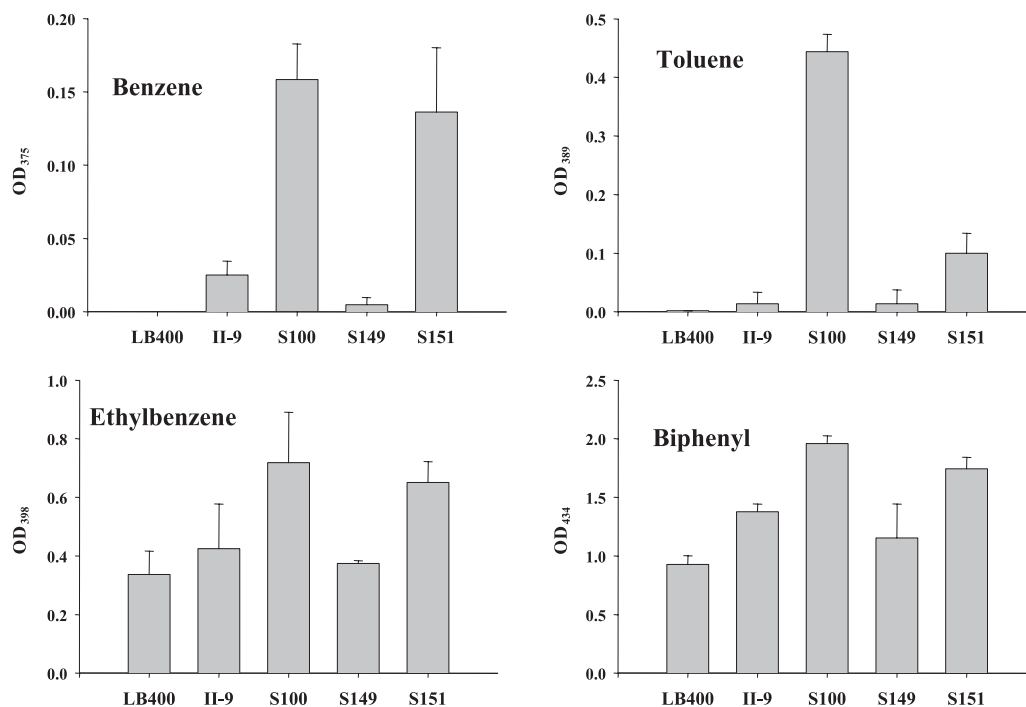 Benzene
OD375
0.20
0.15
0.10
0.05
0.00
LB400 II-9 S100 S149 S151
Toluene
OD389
0.5
0.4
0.3
0.2
0.1
0.0
LB400 II-9 S100 S149 S151
Ethylbenzene
OD398
1.0
0.8
0.6
0.4
0.2
0.0
LB400 II-9 S100 S149 S151
Biphenyl
OD434
2.5
2.0
1.5
1.0
0.5
0.0
LB400 II-9 S100 S149 S151